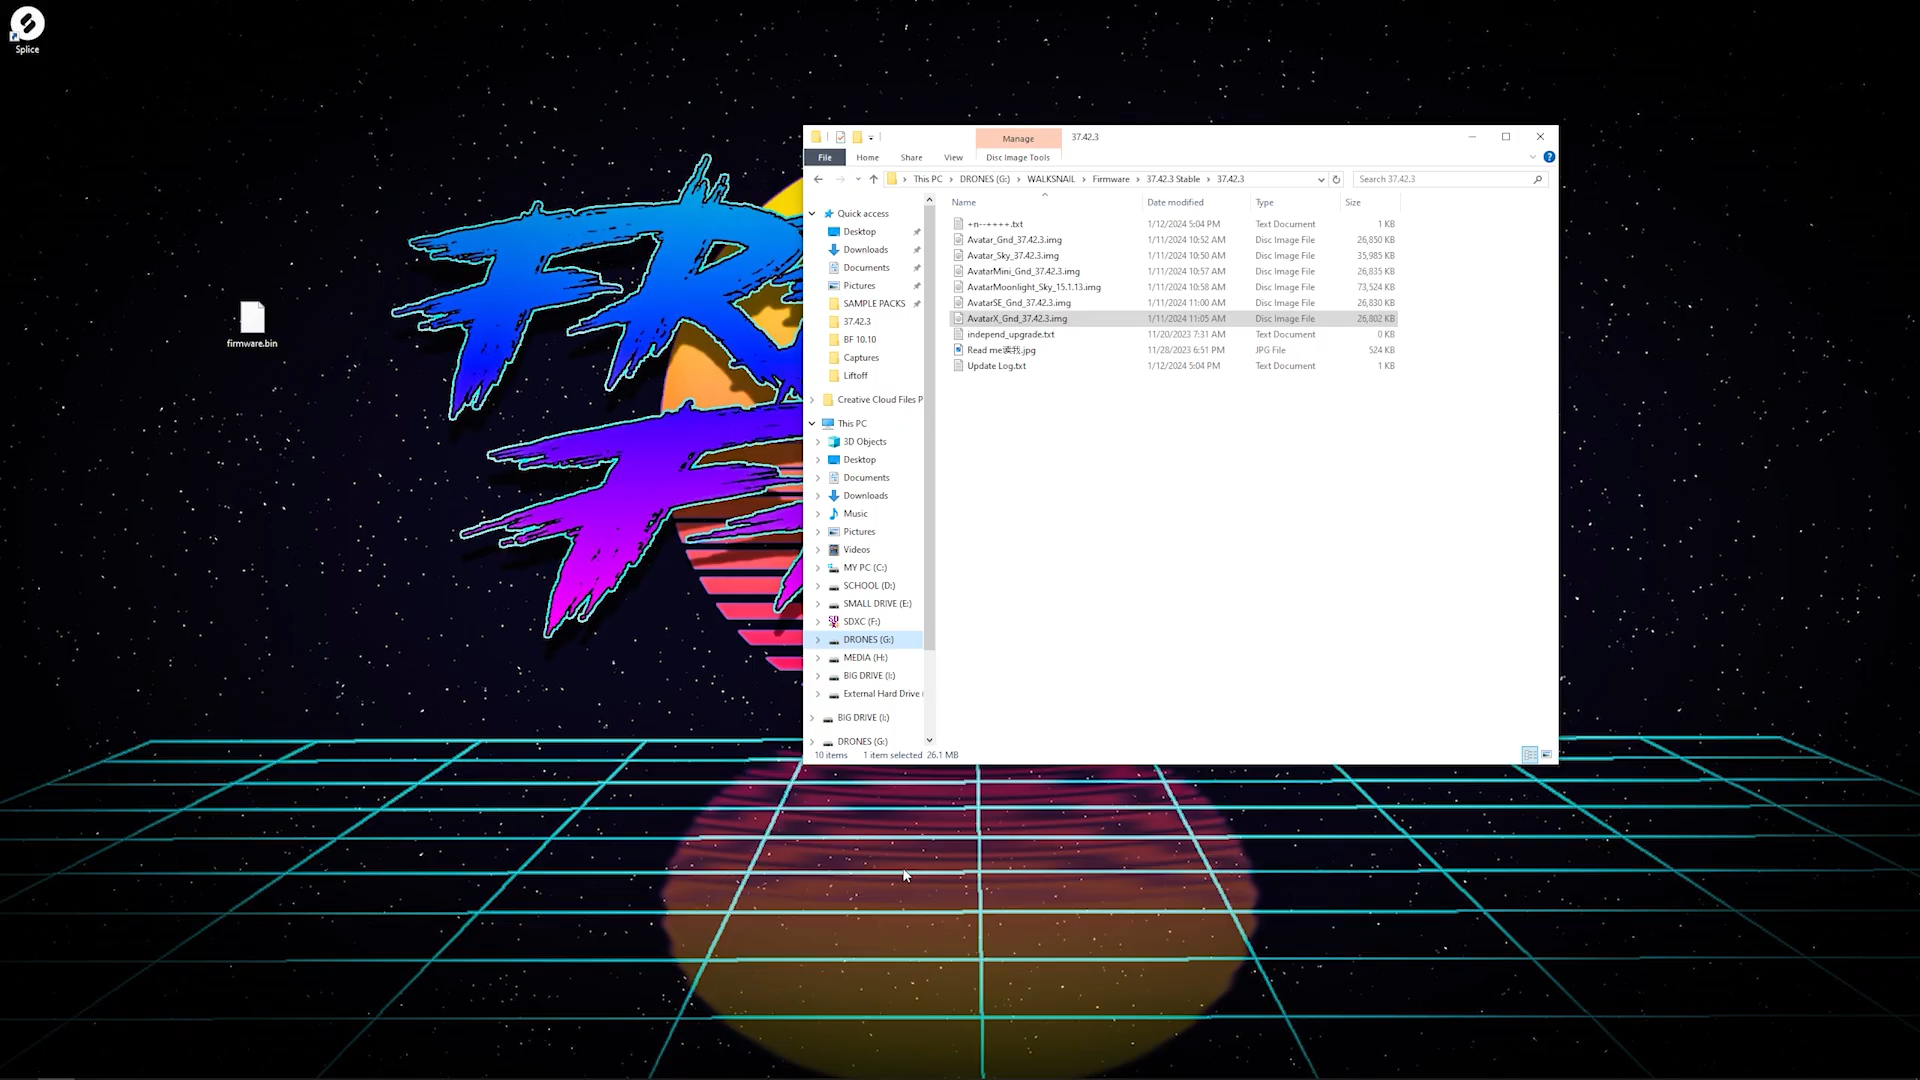 Splice
FR
F
firmware.bin
Manage
37.42.3
File
Home
Share
View
Disc Image Tools
This PC
DRONES (G:)
WALKSNAIL
Firmware
37.42.3 Stable
37.42.3
Search 37.42.3
Name
Date modified
Type
Size
+n--++++.txt 1/12/2024 5:04 PM Text Document 1 KB
Avatar_Gnd_37.42.3.img 1/11/2024 10:52 AM Disc Image File 26,850 KB
Avatar_Sky_37.42.3.img 1/11/2024 10:50 AM Disc Image File 35,985 KB
AvatarMini_Gnd_37.42.3.img 1/11/2024 10:57 AM Disc Image File 26,835 KB
AvatarMoonlight_Sky_15.1.13.img 1/11/2024 10:58 AM Disc Image File 73,524 KB
AvatarSE_Gnd_37.42.3.img 1/11/2024 11:00 AM Disc Image File 26,830 KB
AvatarX_Gnd_37.42.3.img 1/11/2024 11:05 AM Disc Image File 26,802 KB
independ_upgrade.txt 11/20/2023 7:31 AM Text Document 0 KB
Read me读我.jpg 11/28/2023 6:51 PM JPG File 524 KB
Update Log.txt 1/12/2024 5:04 PM Text Document 1 KB
Quick access
Desktop
Downloads
Documents
Pictures
SAMPLE PACKS
37.42.3
BF 10.10
Captures
Liftoff
Creative Cloud Files P
This PC
3D Objects
Desktop
Documents
Downloads
Music
Pictures
Videos
MY PC (C:)
SCHOOL (D:)
SMALL DRIVE (E:)
SDXC (F:)
DRONES (G:)
MEDIA (H:)
BIG DRIVE (I:)
External Hard Drive (
BIG DRIVE (I:)
DRONES (G:)
10 items
1 item selected 26.1 MB